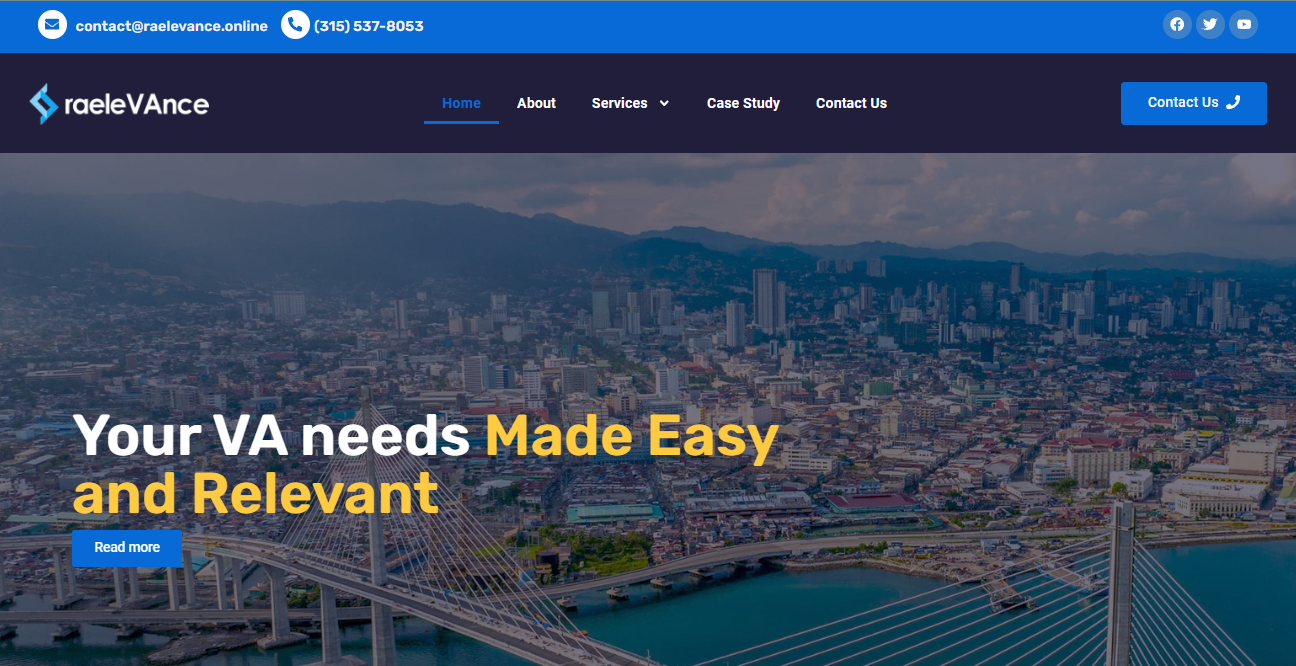 contact@raelevance.online (315) 537-8053
raeleVAnce
Home About Services Case Study Contact Us
Contact Us
Your VA needs Made Easy
and Relevant
Read more